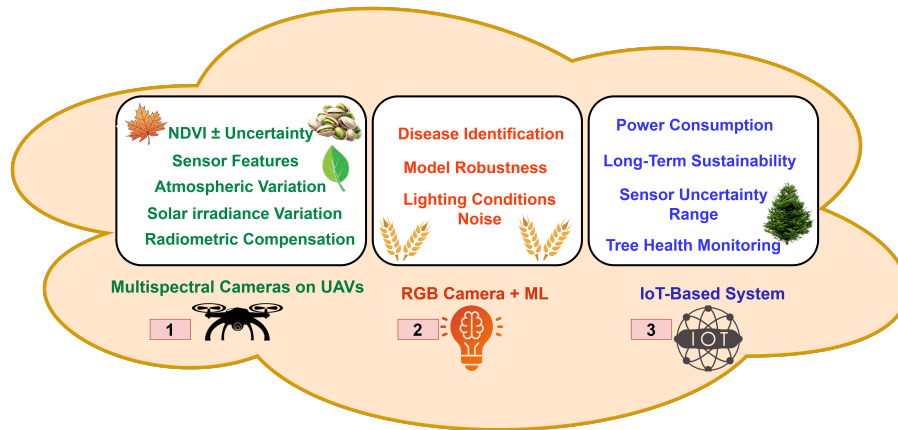 NDVI ± Uncertainty
Sensor Features
Atmospheric Variation
Solar irradiance Variation
Radiometric Compensation
Multispectral Cameras on UAVs
1
Disease Identification
Model Robustness
Lighting Conditions
Noise
RGB Camera + ML
2
Power Consumption
Long-Term Sustainability
Sensor Uncertainty
Range
Tree Health Monitoring
IoT-Based System
3
IOT